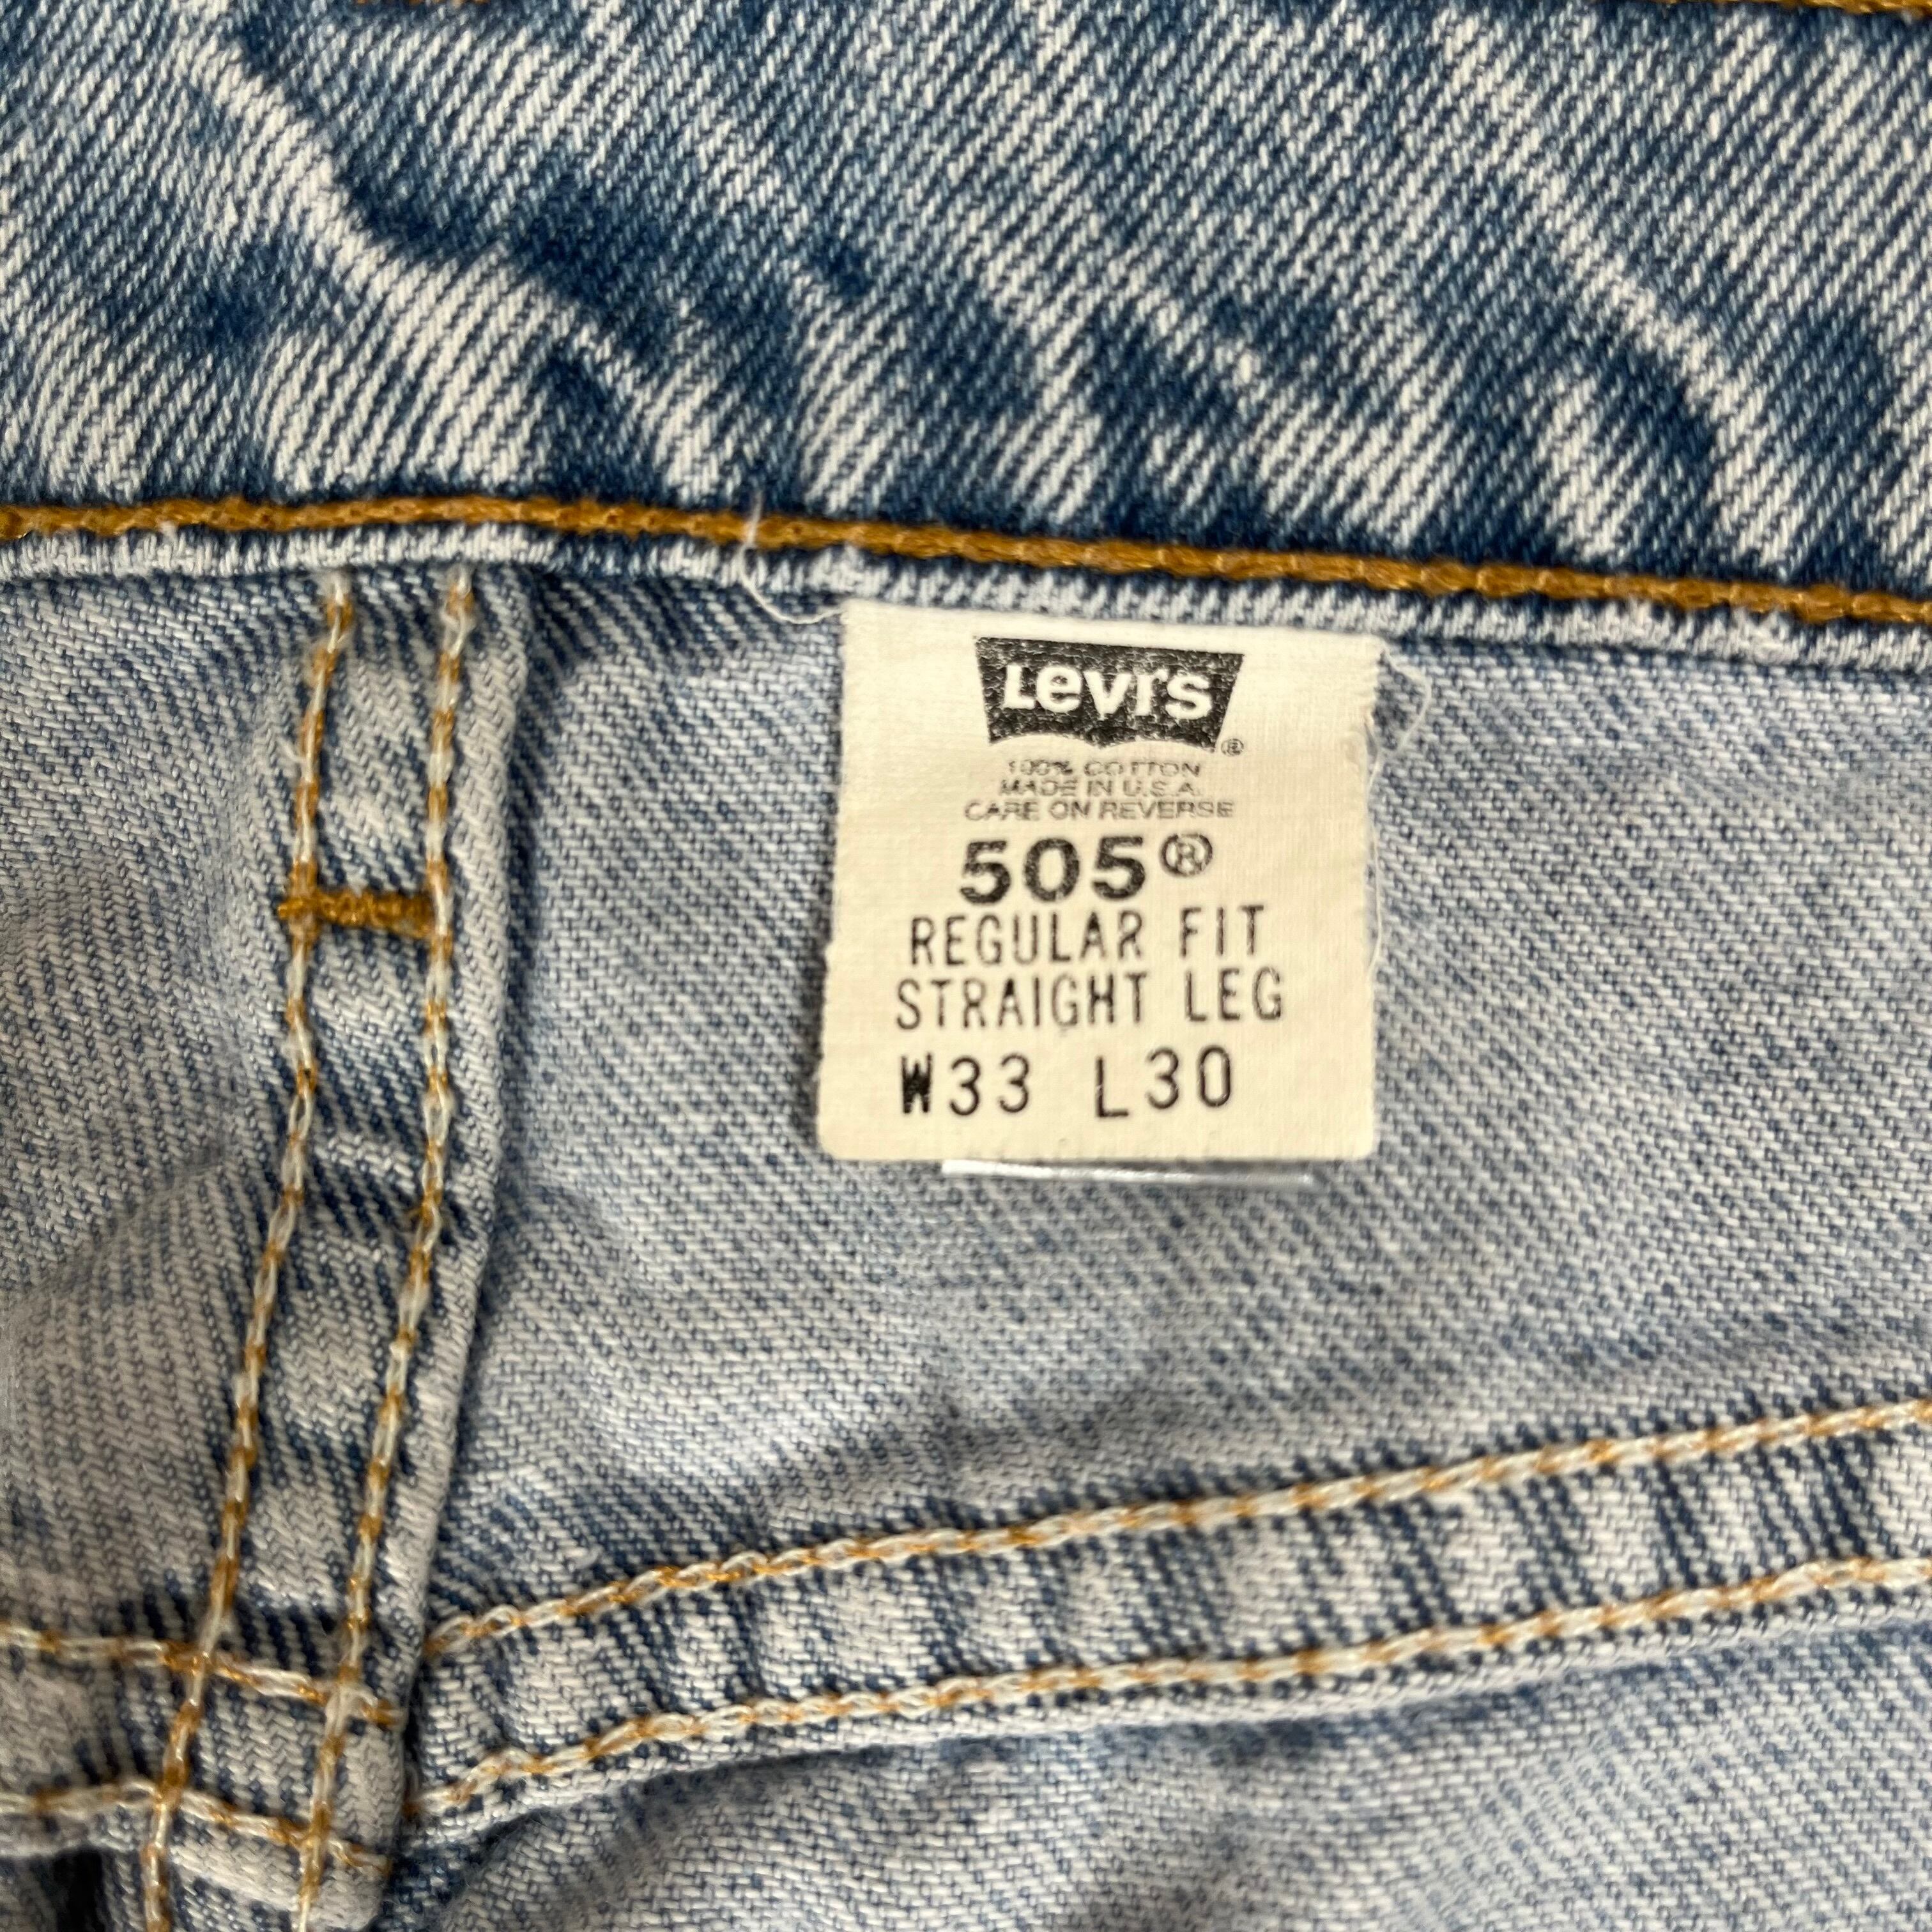 Levi's ®
100% COTTON
MADE IN U.S.A.
CARE ON REVERSE
505®
REGULAR FIT
STRAIGHT LEG
W33 L30